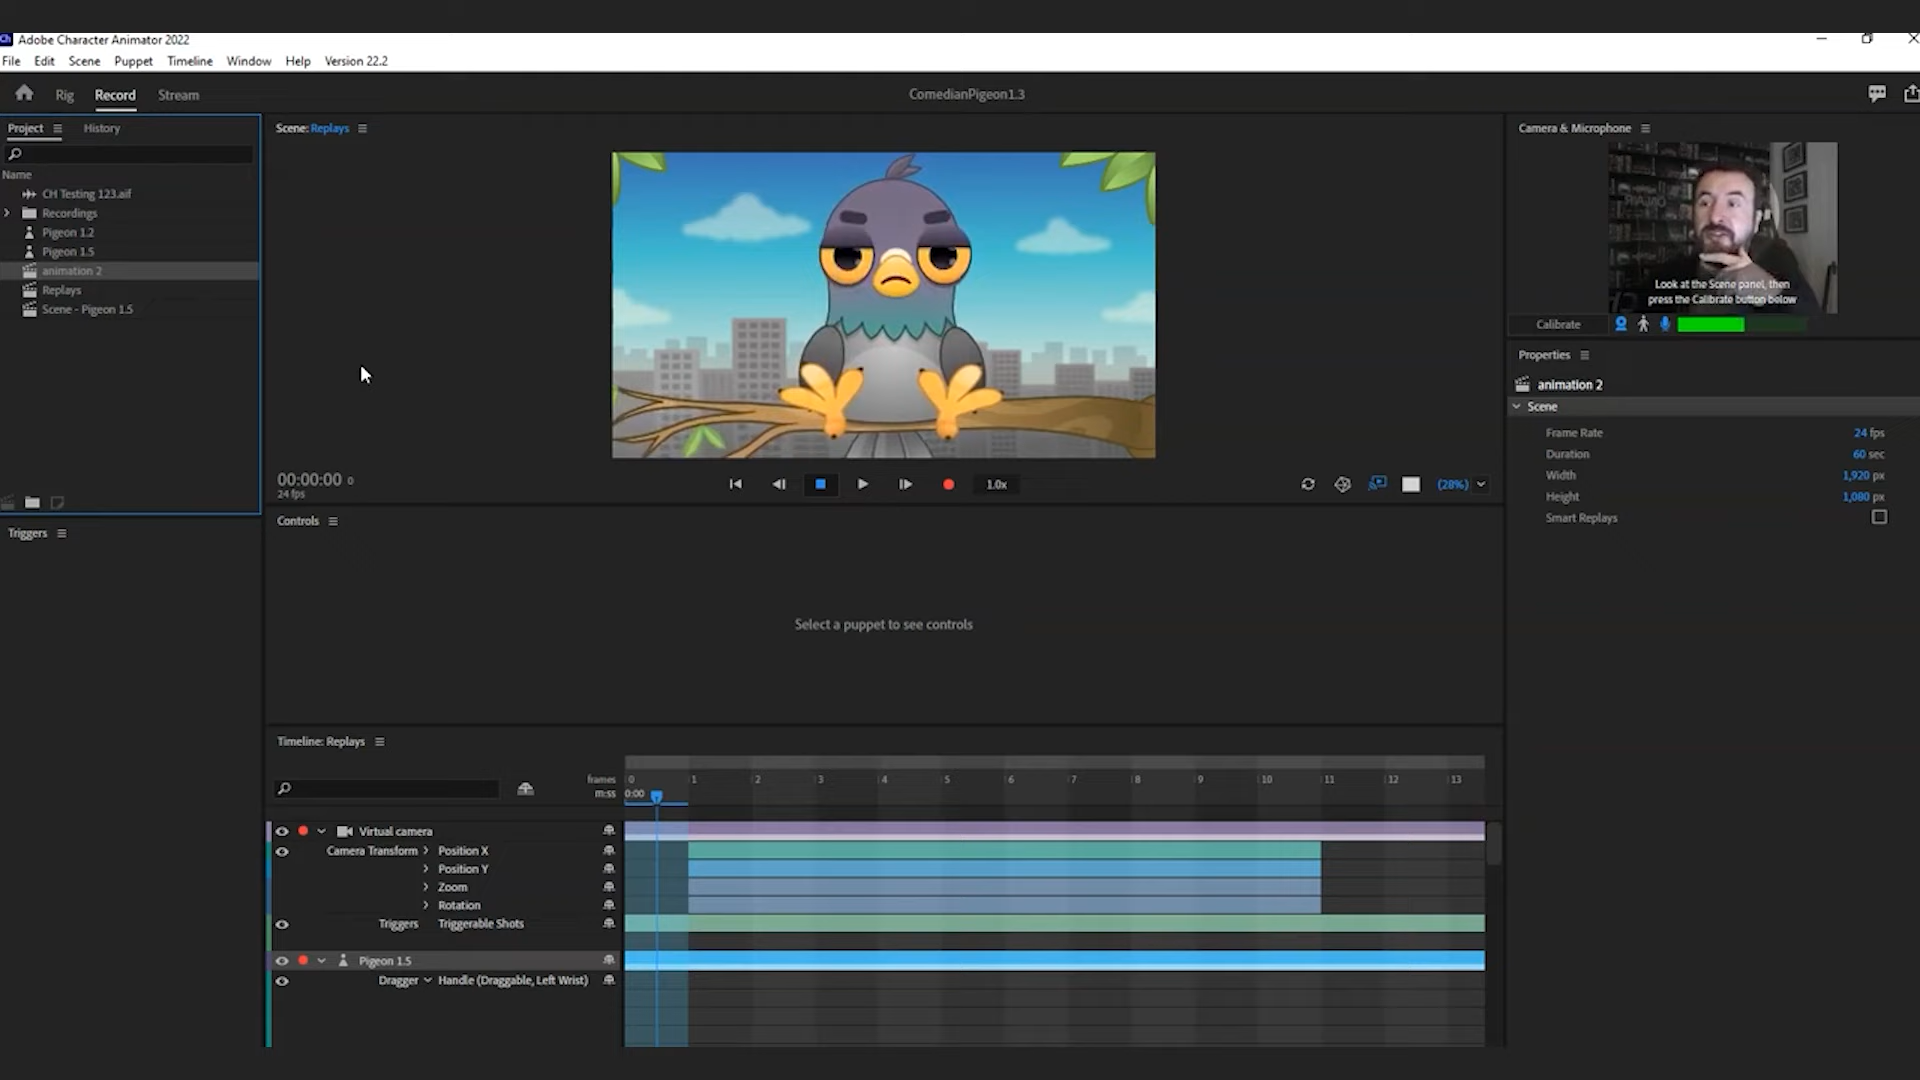 Ch Adobe Character Animator 2022
File Edit Scene Puppet Timeline Window Help Version 22.2
Rig Record Stream ComedianPigeon1.3
Project History
Name
CH Testing 123.aif
Recordings
Pigeon 1.2
Pigeon 1.5
animation 2
Replays
Scene - Pigeon 1.5
Triggers
Scene: Replays
00:00:00 0
24 fps
1.0x
(28%)
Controls
Select a puppet to see controls
Camera & Microphone
Look at the Scene panel, then
press the Calibrate button below
Calibrate
Properties
animation 2
Scene
Frame Rate 24 fps
Duration 60 sec
Width 1,920 px
Height 1,080 px
Smart Replays
Timeline: Replays
frames 0 1 2 3 4 5 6 7 8 9 10 11 12 13
m:ss 0:00
Virtual camera
Camera Transform Position X
Position Y
Zoom
Rotation
Triggers Triggerable Shots
Pigeon 1.5
Dragger Handle (Draggable, Left Wrist)